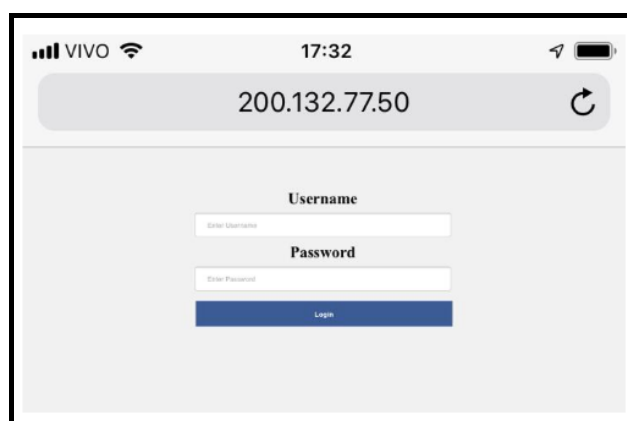 VIVO 17:32
200.132.77.50
Username
Enter Username
Password
Enter Password
Login